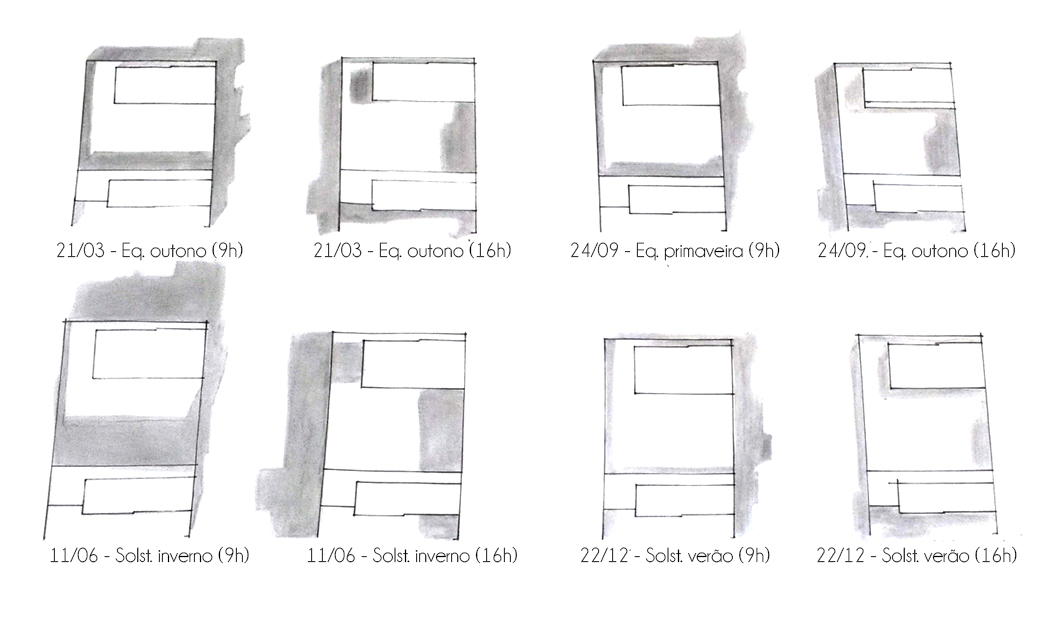 21/03 - Eq. outono (9h)
21/03 - Eq. outono (16h)
24/09 - Eq. primaveira (9h)
24/09. - Eq. outono (16h)
11/06 - Solst. inverno (9h)
11/06 - Solst. inverno (16h)
22/12 - Solst. verão (9h)
22/12 - Solst. verão (16h)